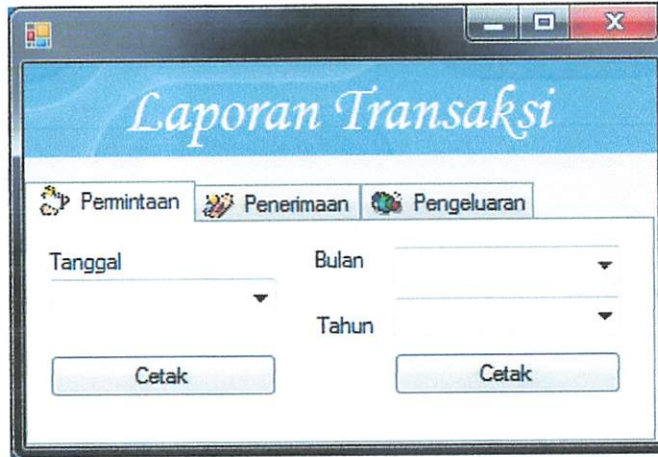 Laporan Transaksi
Permintaan Penerimaan Pengeluaran
Tanggal
Bulan
Tahun
Cetak
Cetak